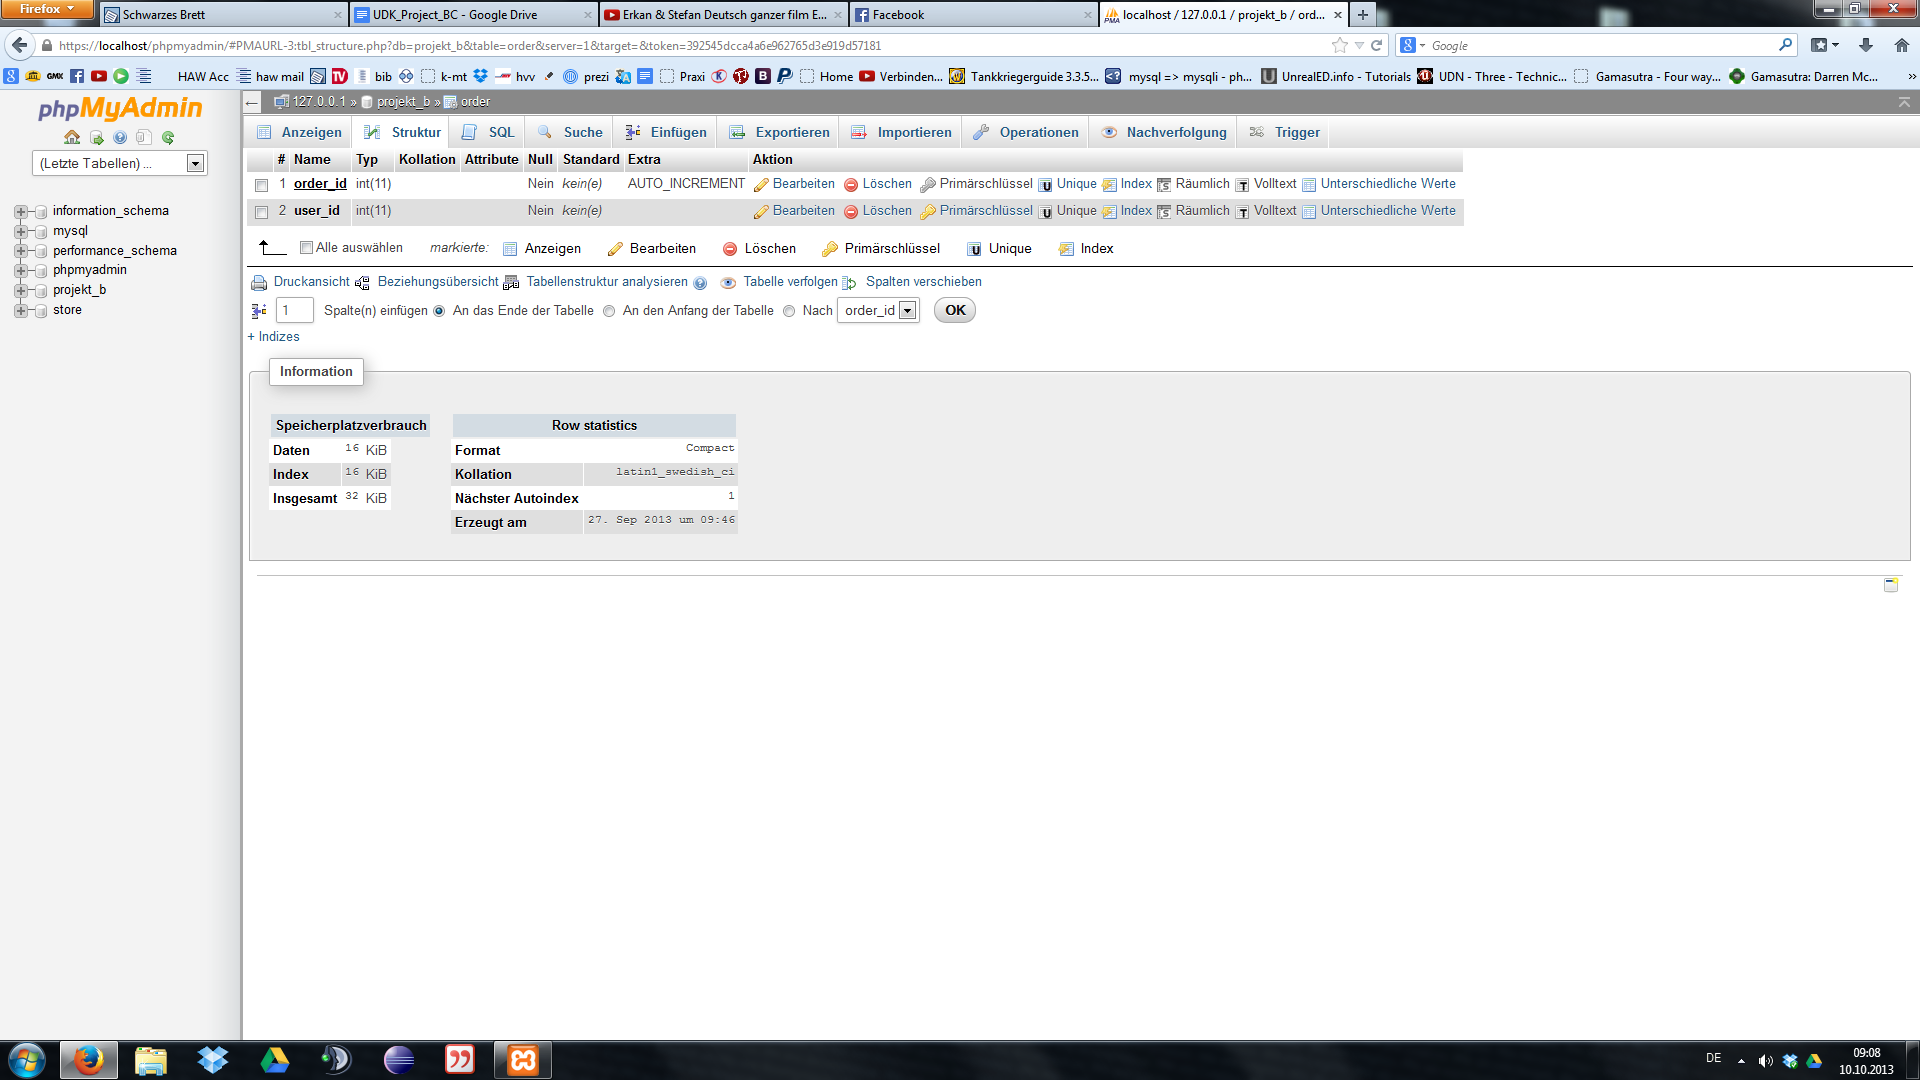 Firefox
Schwarzes Brett
UDK_Project_BC - Google Drive
Erkan & Stefan Deutsch ganzer film E...
Facebook
localhost / 127.0.0.1 / projekt_b / ord...
https://localhost/phpmyadmin/#PMAURL-3:tbl_structure.php?db=projekt_b&table=order&server=1&target=&token=392545dcca4a6e962765d3e919d57181
Google
GMX HAW Acc haw mail TV bib k-mt hvv prezi Praxi Home Verbinden... Tankkriegerguide 3.3.5... mysql => mysqli - ph... UnrealED.info - Tutorials UDN - Three - Technic... Gamasutra - Four way... Gamasutra: Darren Mc... »
phpMyAdmin
(Letzte Tabellen) ...
information_schema
mysql
performance_schema
phpmyadmin
projekt_b
store
127.0.0.1 » projekt_b » order
Anzeigen Struktur SQL Suche Einfügen Exportieren Importieren Operationen Nachverfolgung Trigger
# Name Typ Kollation Attribute Null Standard Extra Aktion
1 order_id int(11) Nein kein(e) AUTO_INCREMENT Bearbeiten Löschen Primärschlüssel Unique Index Räumlich Volltext Unterschiedliche Werte
2 user_id int(11) Nein kein(e) Bearbeiten Löschen Primärschlüssel Unique Index Räumlich Volltext Unterschiedliche Werte
Alle auswählen markierte: Anzeigen Bearbeiten Löschen Primärschlüssel Unique Index
Druckansicht Beziehungsübersicht Tabellenstruktur analysieren Tabelle verfolgen Spalten verschieben
1 Spalte(n) einfügen An das Ende der Tabelle An den Anfang der Tabelle Nach order_id OK
+ Indizes
Information
Speicherplatzverbrauch
Daten 16 KiB
Index 16 KiB
Insgesamt 32 KiB
Row statistics
Format Compact
Kollation latin1_swedish_ci
Nächster Autoindex 1
Erzeugt am 27. Sep 2013 um 09:46
DE
09:08
10.10.2013